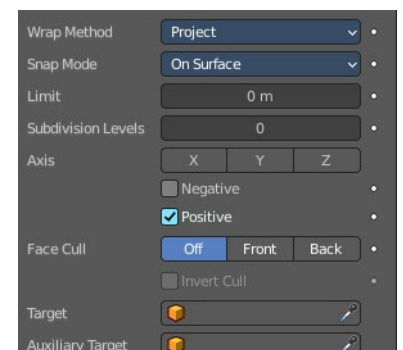 Wrap Method Project
Snap Mode On Surface
Limit 0 m
Subdivision Levels 0
Axis X Y Z
Negative
Positive
Face Cull Off Front Back
Invert Cull
Target
Auxiliary Target